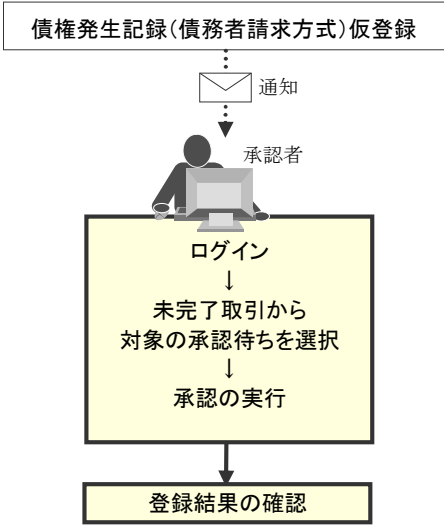 債権発生記録(債務者請求方式)仮登録
通知
承認者
ログイン
↓
未完了取引から
対象の承認待ちを選択
↓
承認の実行
登録結果の確認